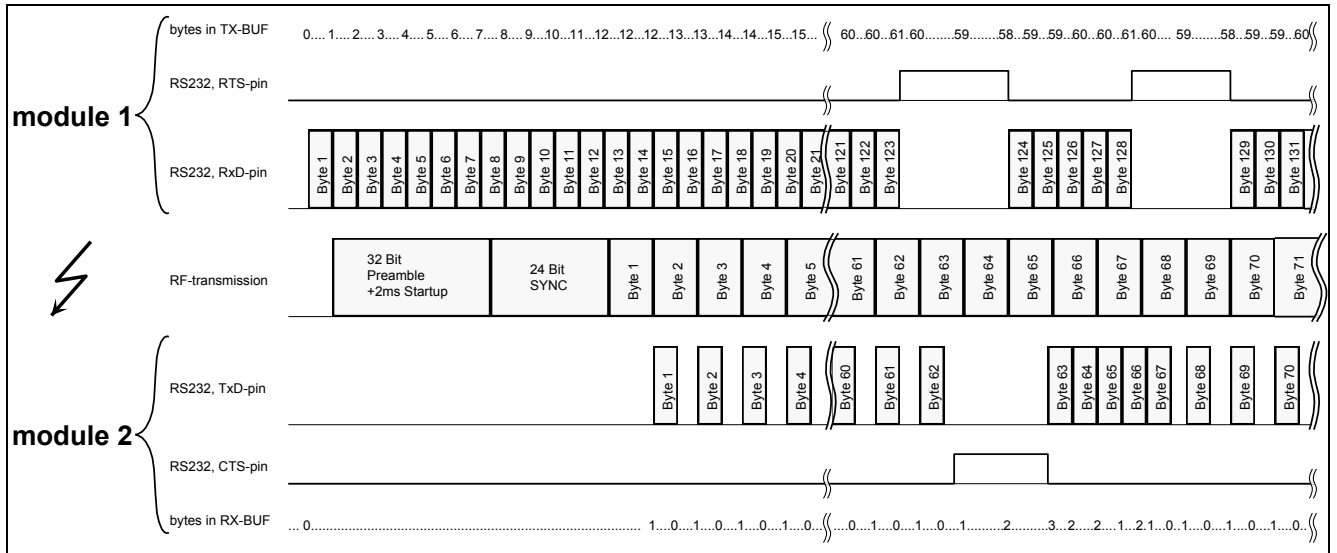 bytes in TX-BUF
0.... 1.... 2.... 3.... 4.... 5.... 6.... 7.... 8.... 9....10...11...12....12...13...13....14....14...15....15...
60...60...61.60.........59.........58...59...60...60...61.60.... 59.........58...59...59...60
RS232, RTS-pin
module 1
RS232, RxD-pin
Byte 1
Byte 2
Byte 3
Byte 4
Byte 5
Byte 6
Byte 7
Byte 8
Byte 9
Byte 10
Byte 11
Byte 12
Byte 13
Byte 14
Byte 15
Byte 16
Byte 17
Byte 18
Byte 19
Byte 20
Byte 21
Byte 121
Byte 122
Byte 123
Byte 124
Byte 125
Byte 126
Byte 127
Byte 128
Byte 129
Byte 130
Byte 131
RF-transmission
32 Bit
Preamble
+2ms Startup
24 Bit
SYNC
Byte 1
Byte 2
Byte 3
Byte 4
Byte 5
Byte 61
Byte 62
Byte 63
Byte 64
Byte 65
Byte 66
Byte 67
Byte 68
Byte 69
Byte 70
Byte 71
RS232, TxD-pin
Byte 1
Byte 2
Byte 3
Byte 4
Byte 60
Byte 61
Byte 62
Byte 63
Byte 64
Byte 65
Byte 66
Byte 67
Byte 68
Byte 69
Byte 70
module 2
RS232, CTS-pin
bytes in RX-BUF
... 0.................................................................................................... 1....0...1....0...1....0...1....0...
...0....1....0....1....0....1.........2..........3...2....2....1...2.1...0...1....0....1....0....1....0..